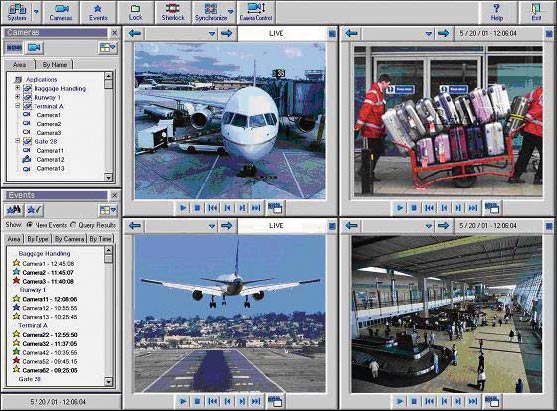 System
Cameras
Events
Lock
Sherlock
Synchronize
Camera Control
Help
Exit
Cameras
Area
By Name
Applications
Baggage Handling
Runway 1
Terminal A
Camera1
Camera2
Camera3
Gate 28
Camera11
Camera12
Camera13
Events
Show: New Events Query Results
Area
By Type
By Camera
By Time
Baggage Handling
Camera1 - 12:45:08
Camera2 - 11:45:07
Camera3 - 11:40:08
Runway 1
Camera11 - 12:06:06
Camera12 - 10:55:55
Camera13 - 10:25:45
Terminal A
Camera22 - 12:55:50
Camera32 - 11:37:05
Camera42 - 10:35:55
Camera52 - 09:45:15
Camera62 - 09:25:05
Gate 28
5 / 20 / 01 - 12:06:04
LIVE
5 / 20 / 01 - 12:06:04
LIVE
5 / 20 / 01 - 12:06:04